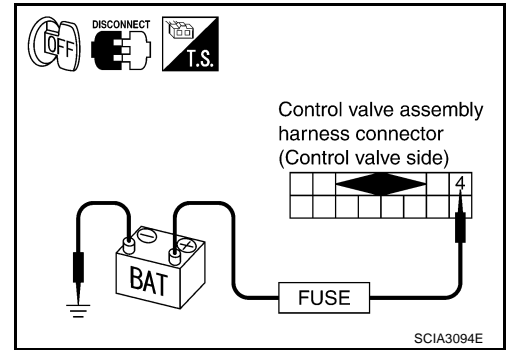 OFF
DISCONNECT
T.S.
Control valve assembly
harness connector
(Control valve side)
4
BAT
FUSE
SCIA3094E